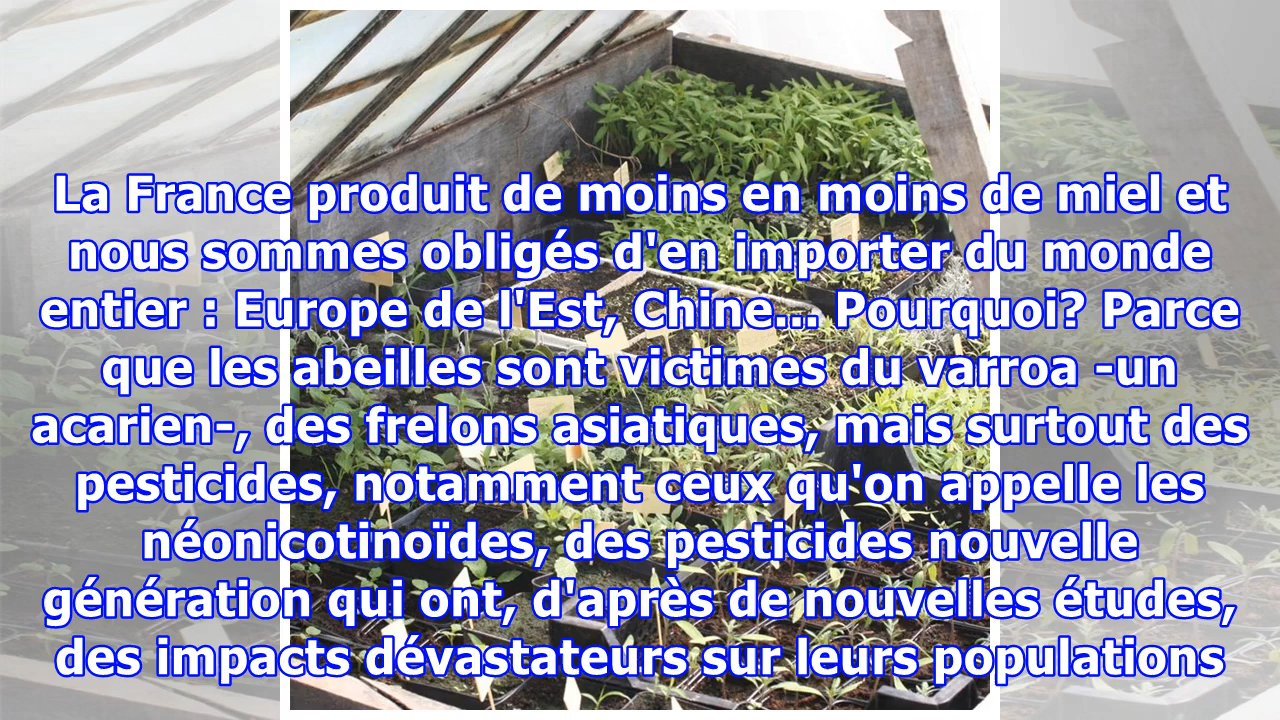 La France produit de moins en moins de miel et
nous sommes obligés d'en importer du monde
entier : Europe de l'Est, Chine... Pourquoi? Parce
que les abeilles sont victimes du varroa -un
acarien-, des frelons asiatiques, mais surtout des
pesticides, notamment ceux qu'on appelle les
néonicotinoïdes, des pesticides nouvelle
génération qui ont, d'après de nouvelles études,
des impacts dévastateurs sur leurs populations